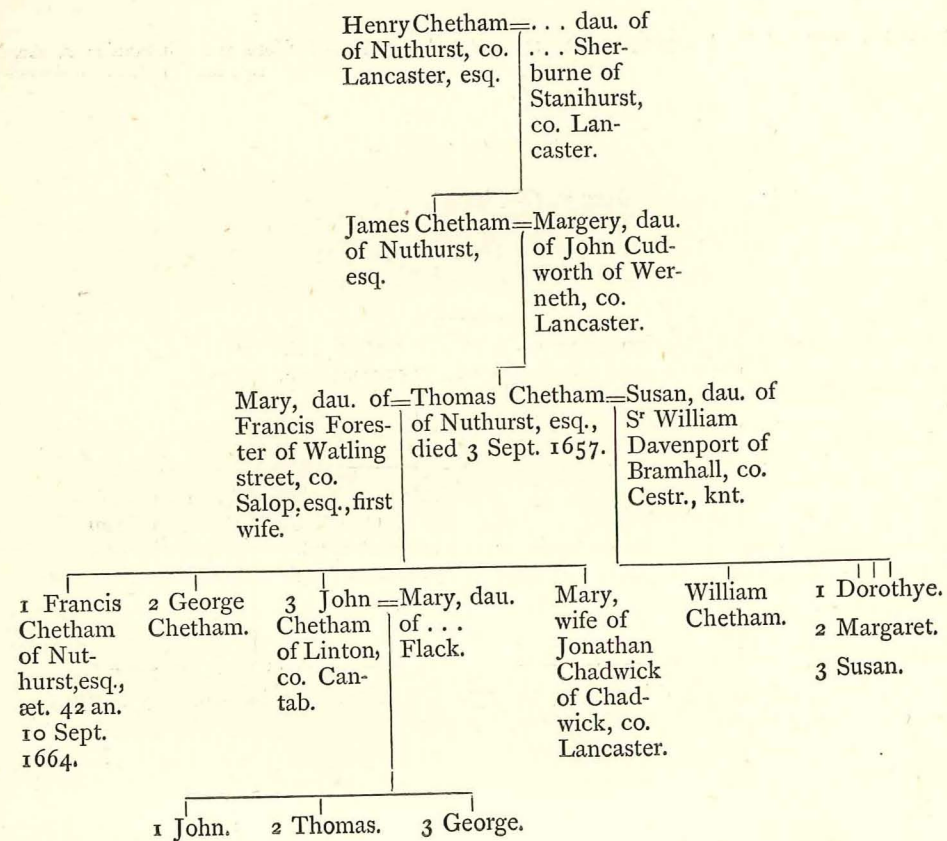 Henry Chetham=. . . dau. of
of Nuthurst, co.
Lancaster, esq.
. . . Sher-
burne of
Stanihurst,
co. Lan-
caster.
James Chetham=Margery, dau.
of Nuthurst,
esq.
of John Cud-
worth of Wer-
neth, co.
Lancaster.
Mary, dau. of=Thomas Chetham=Susan, dau. of
Francis Fores-
ter of Watling
street, co.
Salop, esq., first
wife.
of Nuthurst, esq.,
died 3 Sept. 1657.
Sr William
Davenport of
Bramhall, co.
Cestr., knt.
1 Francis
Chetham
of Nut-
hurst, esq.,
æt. 42 an.
10 Sept.
1664.
2 George
Chetham.
3 John =Mary, dau.
Chetham
of Linton,
co. Can-
tab.
of . . .
Flack.
Mary,
wife of
Jonathan
Chadwick
of Chad-
wick, co.
Lancaster.
William
Chetham.
1 Dorothye.
2 Margaret.
3 Susan.
1 John.
2 Thomas.
3 George.